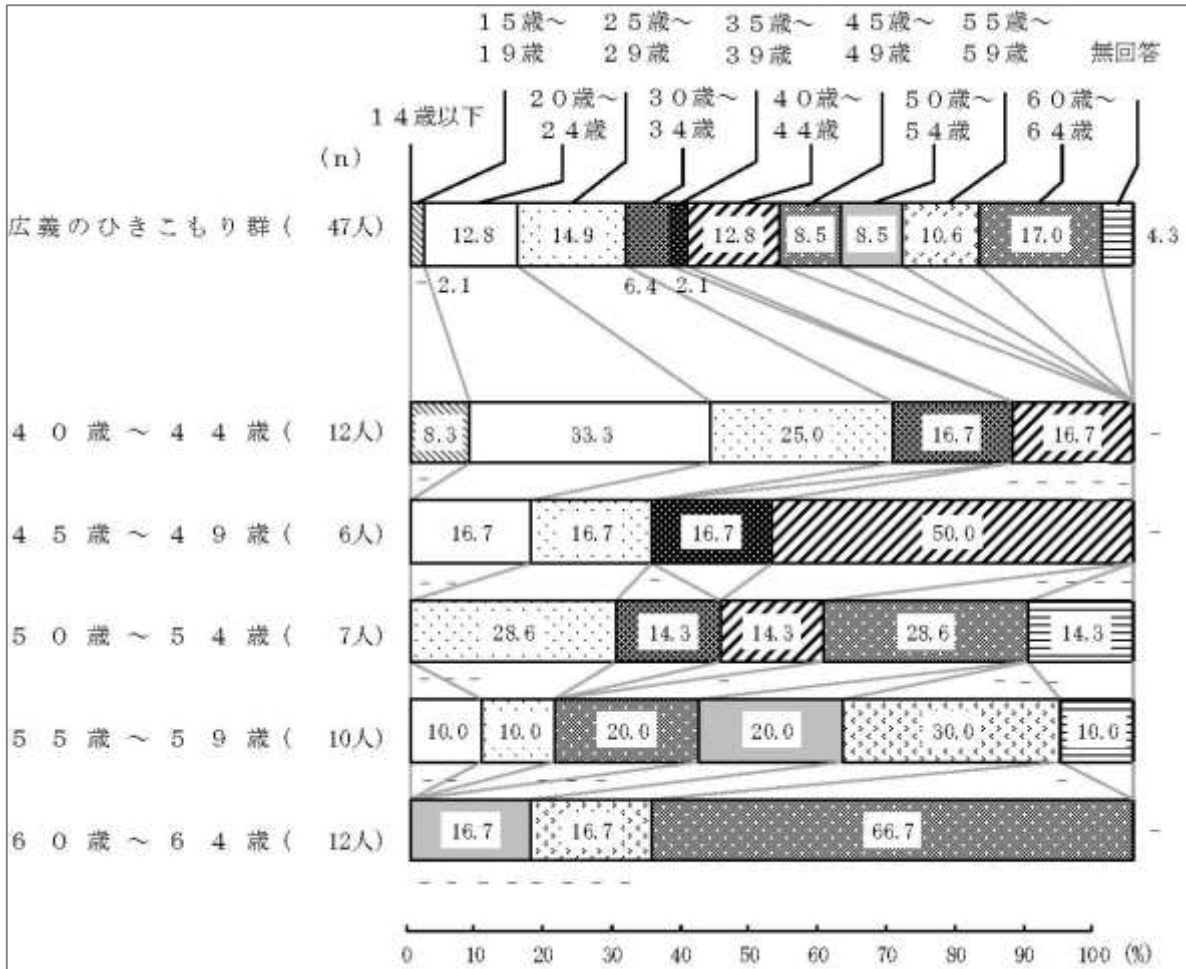 15歳～ 25歳～ 35歳～ 45歳～ 55歳～
19歳 29歳 39歳 49歳 59歳 無回答
14歳以下 20歳～ 30歳～ 40歳～ 50歳～ 60歳～
24歳 34歳 44歳 54歳 64歳
(n)
広義のひきこもり群( 47人) 12.8 14.9 12.8 8.5 8.5 10.6 17.0 4.3
- 2.1 6.4 2.1
40歳～44歳( 12人) 8.3 33.3 25.0 16.7 16.7 -
- - - - - -
45歳～49歳( 6人) 16.7 16.7 16.7 50.0 -
- - - - - - -
50歳～54歳( 7人) 28.6 14.3 14.3 28.6 14.3
- - - - - - -
55歳～59歳( 10人) 10.0 10.0 20.0 20.0 30.0 10.0
- - - - - -
60歳～64歳( 12人) 16.7 16.7 66.7 -
- - - - - - - -
0 10 20 30 40 50 60 70 80 90 100 (%)